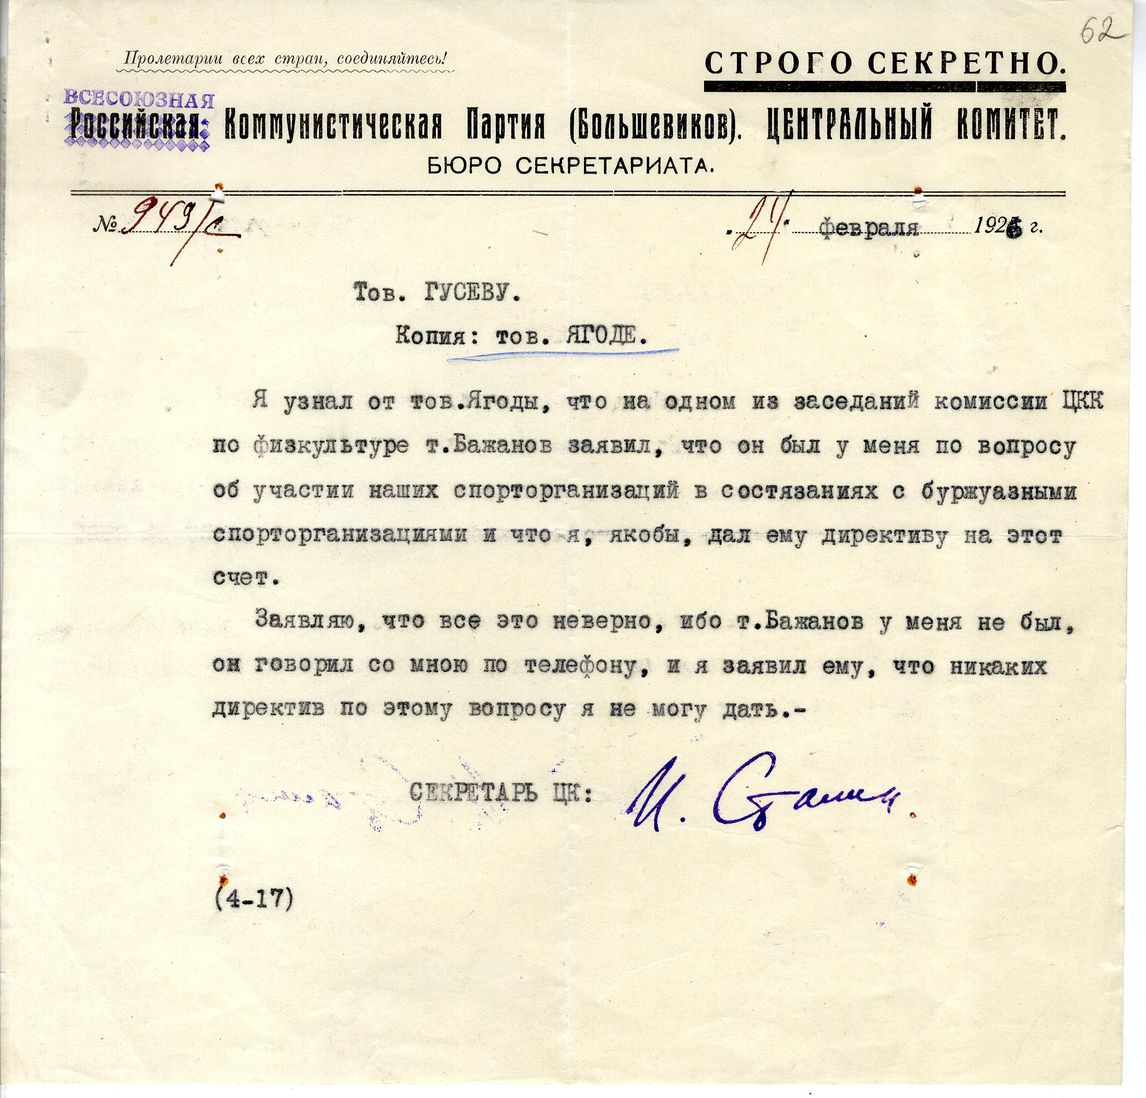 62
Пролетарии всех стран, соединяйтесь!
СТРОГО СЕКРЕТНО.
ВСЕСОЮЗНАЯ
Российская Коммунистическая Партия (Большевиков). ЦЕНТРАЛЬНЫЙ КОМИТЕТ.
БЮРО СЕКРЕТАРИАТА.
№ 949/с
24 февраля 1926 г.
Тов. ГУСЕВУ.
Копия: тов. ЯГОДЕ.
Я узнал от тов.Ягоды, что на одном из заседаний комиссии ЦКК
по физкультуре т.Бажанов заявил, что он был у меня по вопросу
об участии наших спорторганизаций в состязаниях с буржуазными
спорторганизациями и что я, якобы, дал ему директиву на этот
счет.
Заявляю, что все это неверно, ибо т.Бажанов у меня не был,
он говорил со мною по телефону, и я заявил ему, что никаких
директив по этому вопросу я не могу дать.-
СЕКРЕТАРЬ ЦК: И. Сталин
(4-17)